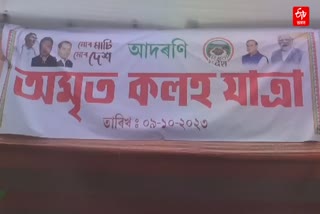 মোৰ মাটি
মোৰ দেশ
আদৰণি
অমৃত কলহ যাত্ৰা
তাৰিখ : ০৯-১০-২০২৩